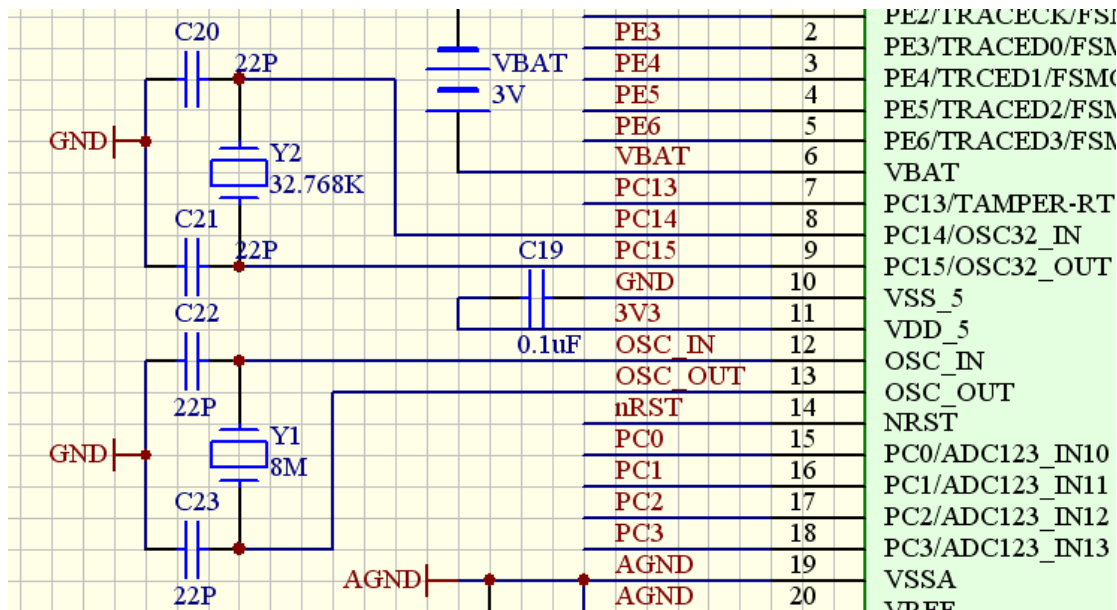 C20
22P
GND
Y2
32.768K
C21
22P
C22
22P
GND
Y1
8M
C23
22P
VBAT
3V
C19
0.1uF
AGND
PE3 2 PE3/TRACED0/FSM
PE4 3 PE4/TRCED1/FSMC
PE5 4 PE5/TRACED2/FSM
PE6 5 PE6/TRACED3/FSM
VBAT 6 VBAT
PC13 7 PC13/TAMPER-RT
PC14 8 PC14/OSC32_IN
PC15 9 PC15/OSC32_OUT
GND 10 VSS_5
3V3 11 VDD_5
OSC_IN 12 OSC_IN
OSC_OUT 13 OSC_OUT
nRST 14 NRST
PC0 15 PC0/ADC123_IN10
PC1 16 PC1/ADC123_IN11
PC2 17 PC2/ADC123_IN12
PC3 18 PC3/ADC123_IN13
AGND 19 VSSA
AGND 20